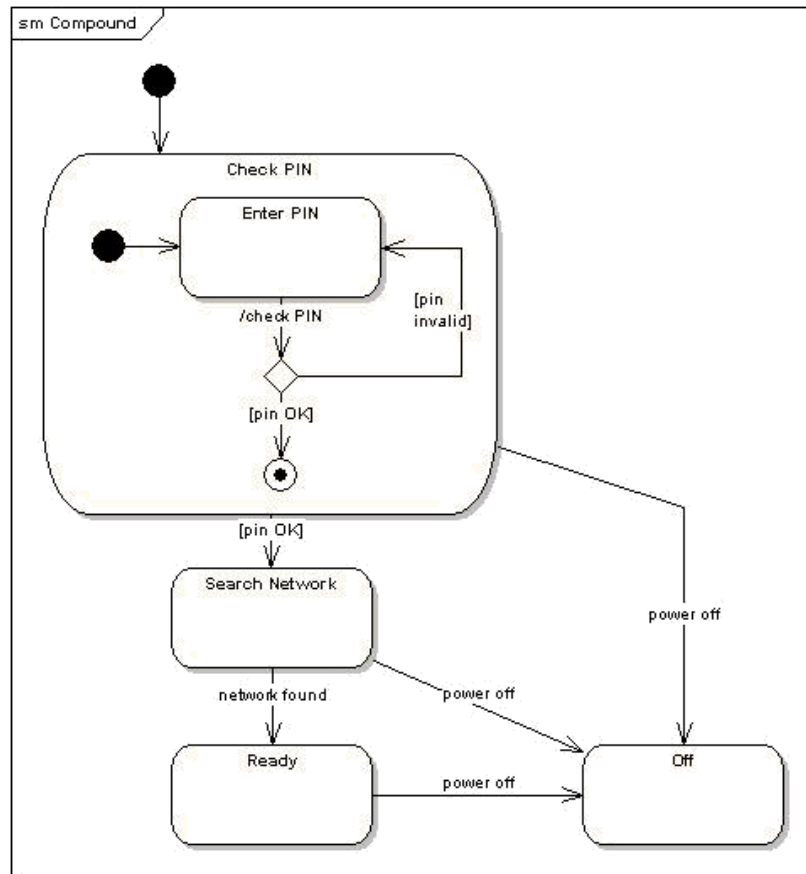 sm Compound
Check PIN
Enter PIN
/check PIN
[pin
invalid]
[pin OK]
[pin OK]
Search Network
power off
power off
network found
Ready
Off
power off